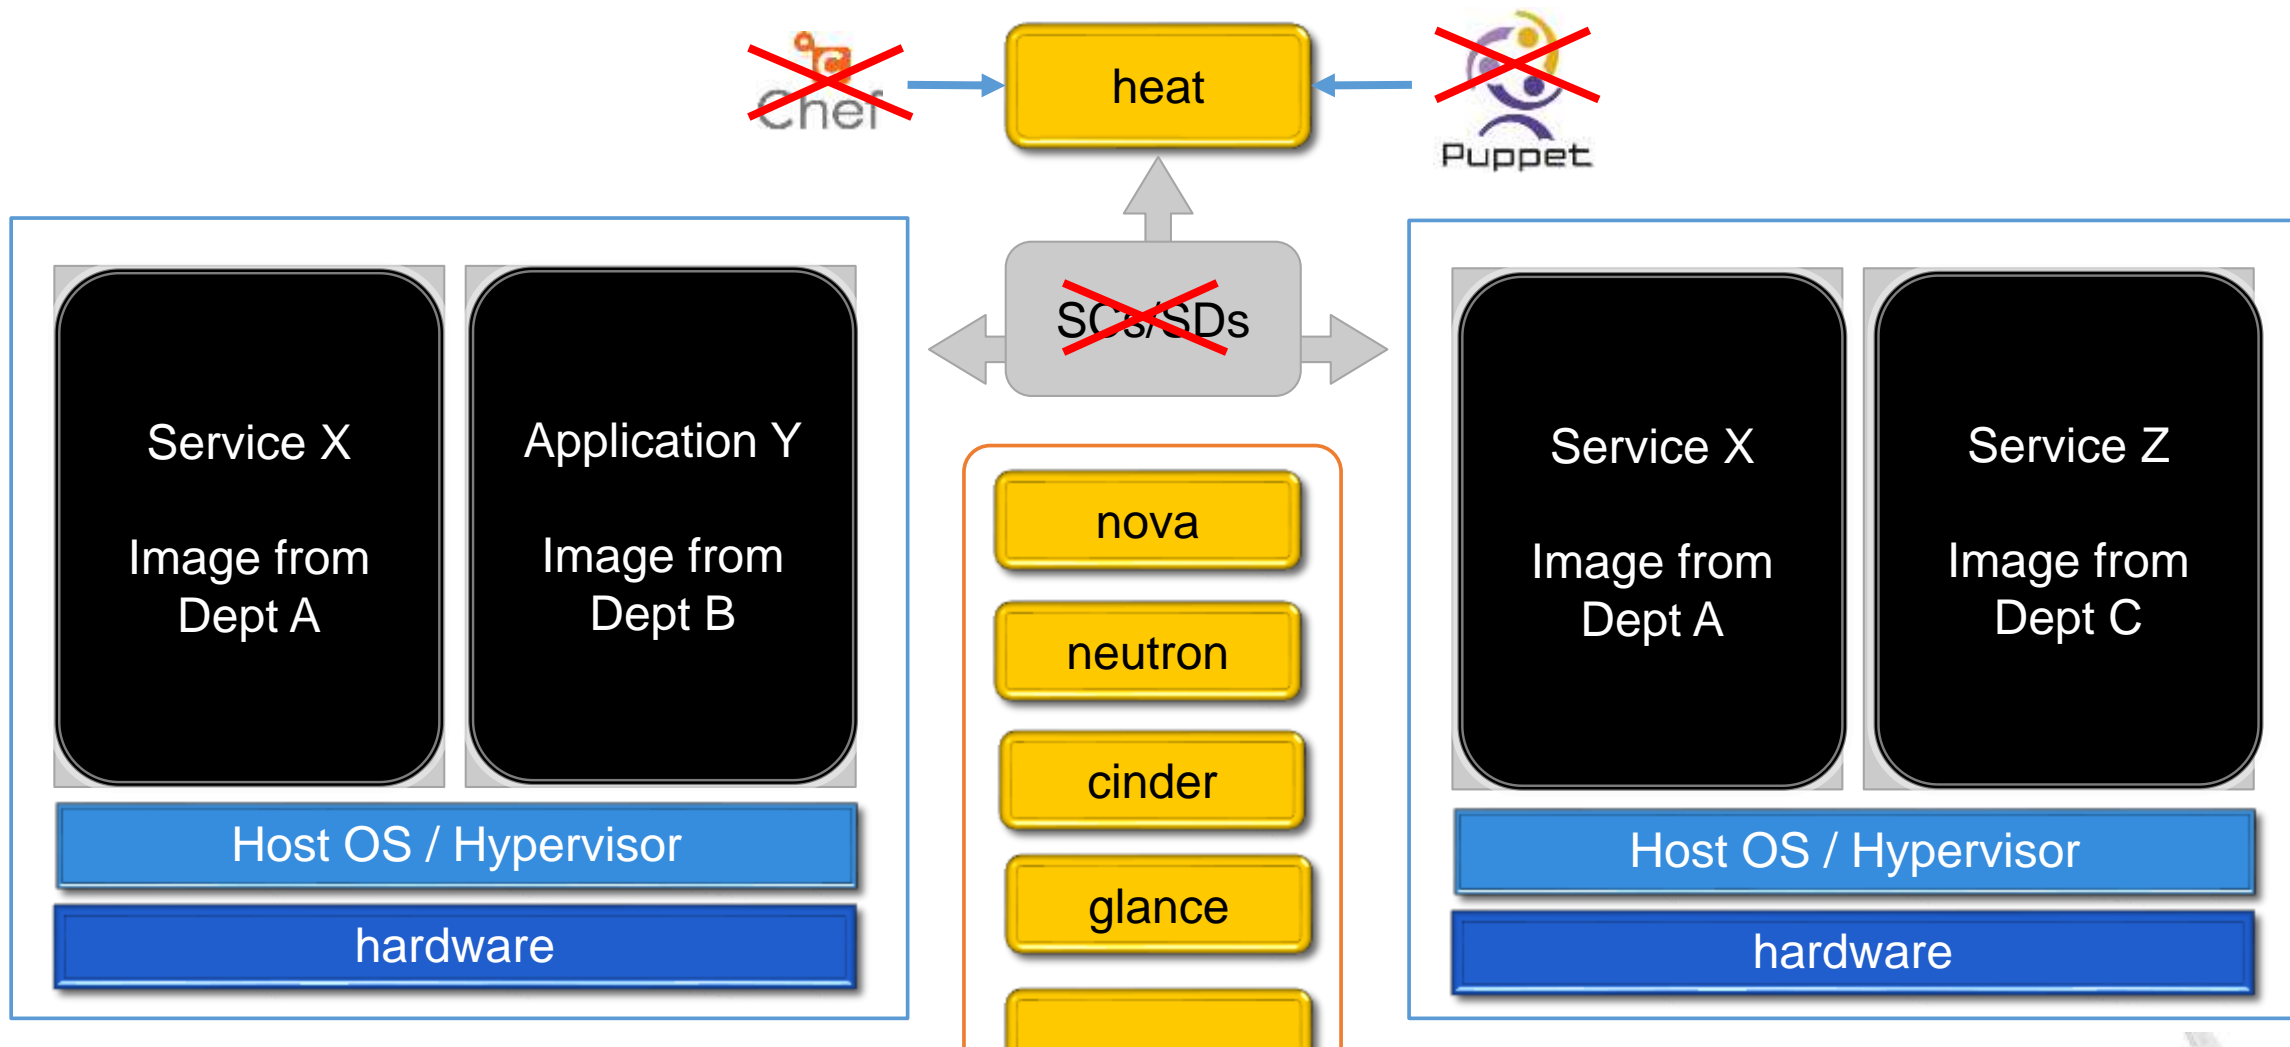 Chef
heat
Puppet
SCs/SDs
Service X
Image from
Dept A
Application Y
Image from
Dept B
Host OS / Hypervisor
hardware
nova
neutron
cinder
glance
Service X
Image from
Dept A
Service Z
Image from
Dept C
Host OS / Hypervisor
hardware